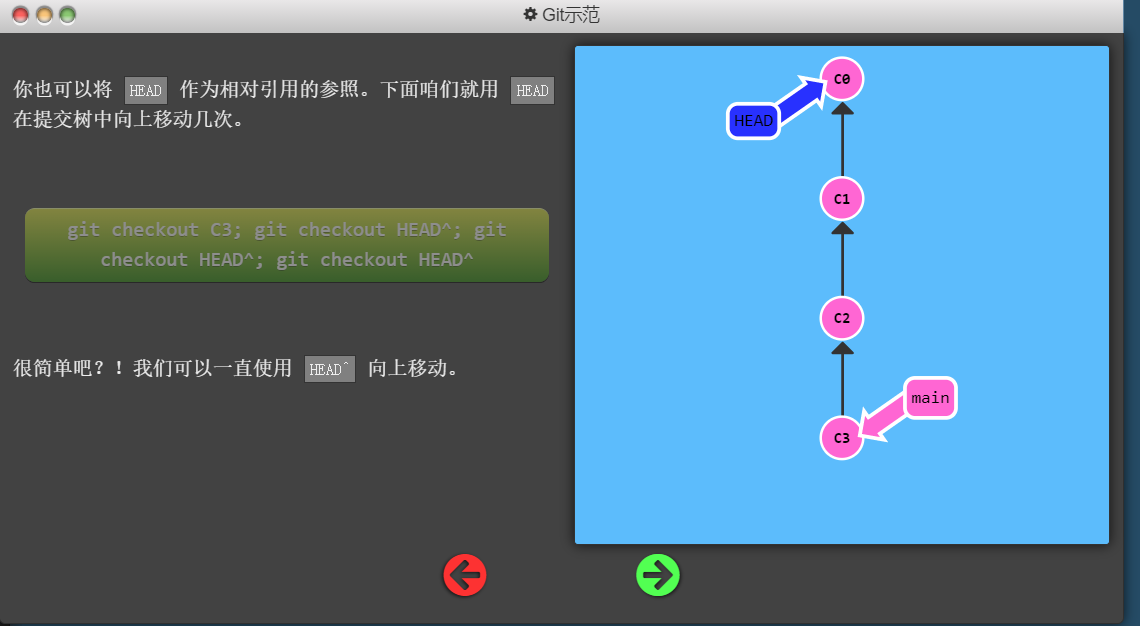 Git示范
你也可以将 HEAD 作为相对引用的参照。下面咱们就用 HEAD
在提交树中向上移动几次。
git checkout C3; git checkout HEAD^; git
checkout HEAD^; git checkout HEAD^
很简单吧？！我们可以一直使用 HEAD^ 向上移动。
C0
HEAD
C1
C2
main
C3